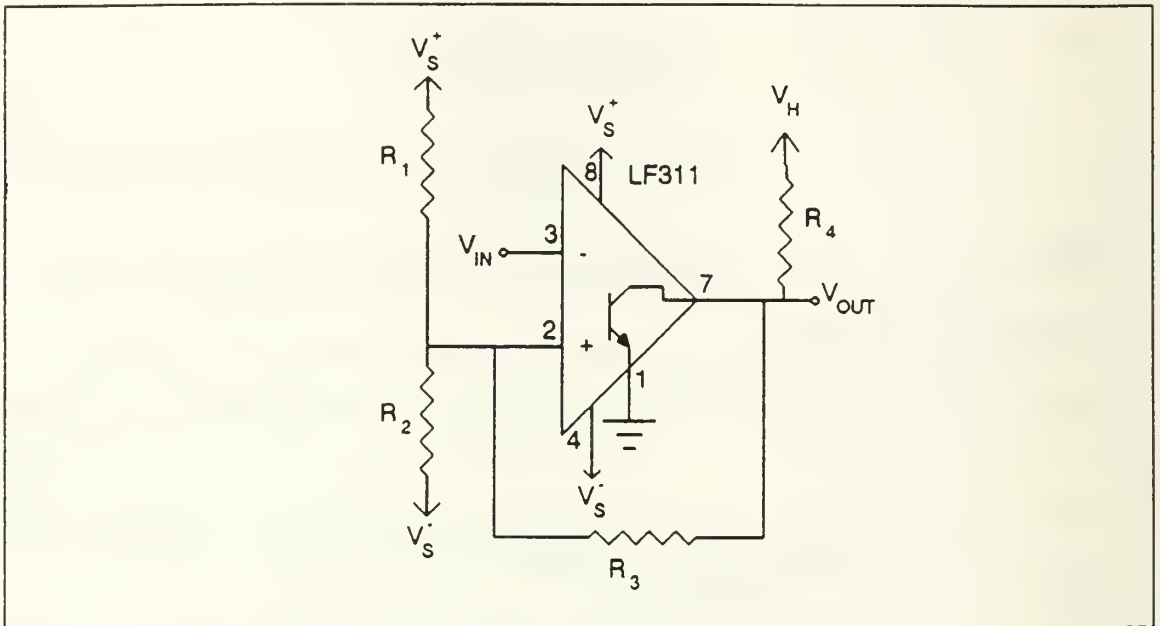 V_S^+
V_H
V_S^+
R_1
8 LF311
R_4
3
V_IN
-
7
V_OUT
2
+
1
R_2
4
V_S^-
V_S^-
R_3